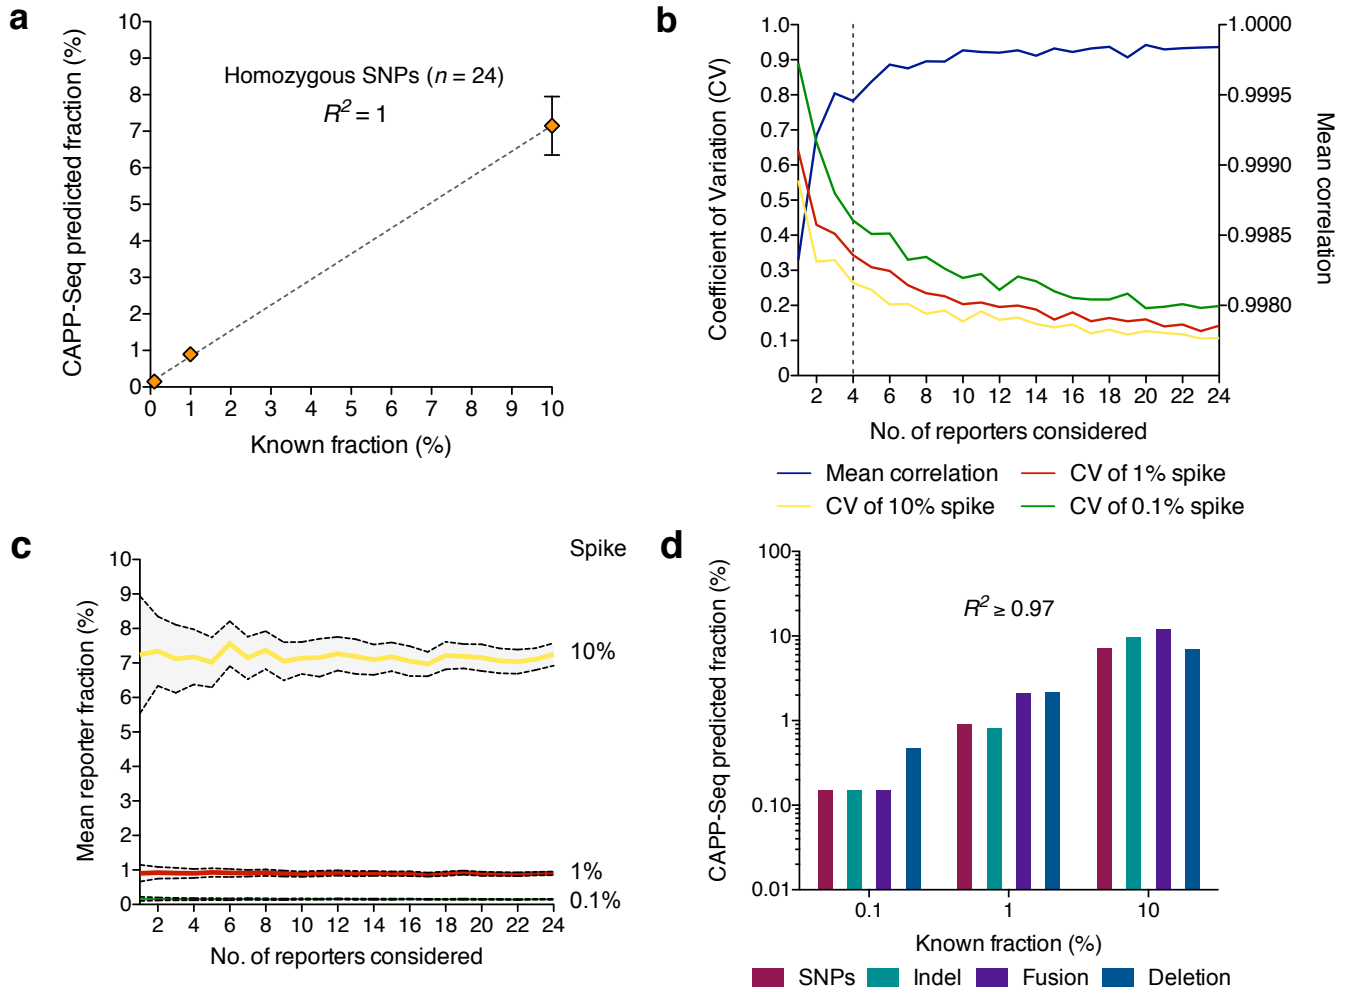 a
CAPP-Seq predicted fraction (%)
10
9
8
7
6
5
4
3
2
1
0
Homozygous SNPs (n = 24)
R² = 1
0 1 2 3 4 5 6 7 8 9 10
Known fraction (%)
b
Coefficient of Variation (CV)
1.0
0.9
0.8
0.7
0.6
0.5
0.4
0.3
0.2
0.1
0
1.0000
0.9995
0.9990
0.9985
0.9980
Mean correlation
2 4 6 8 10 12 14 16 18 20 22 24
No. of reporters considered
Mean correlation
CV of 1% spike
CV of 10% spike
CV of 0.1% spike
c
Spike
Mean reporter fraction (%)
10
9
8
7
6
5
4
3
2
1
0
10%
1%
0.1%
2 4 6 8 10 12 14 16 18 20 22 24
No. of reporters considered
d
CAPP-Seq predicted fraction (%)
100
10
1
0.10
0.01
R² ≥ 0.97
0.1 1 10
Known fraction (%)
SNPs Indel Fusion Deletion